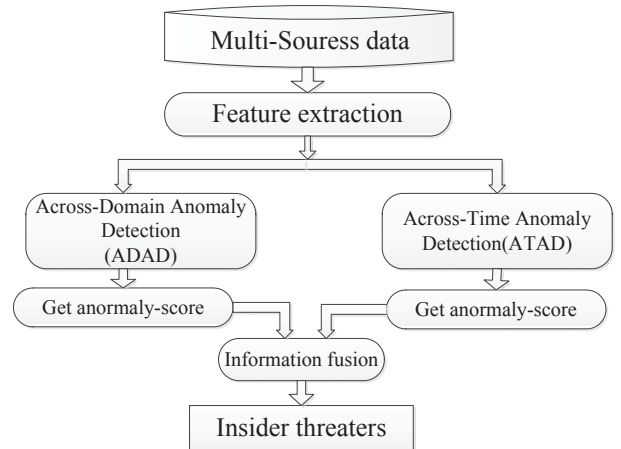 Multi-Souress data
Feature extraction
Across-Domain Anomaly
Detection
(ADAD)
Across-Time Anomaly
Detection(ATAD)
Get anormaly-score
Get anormaly-score
Information fusion
Insider threaters